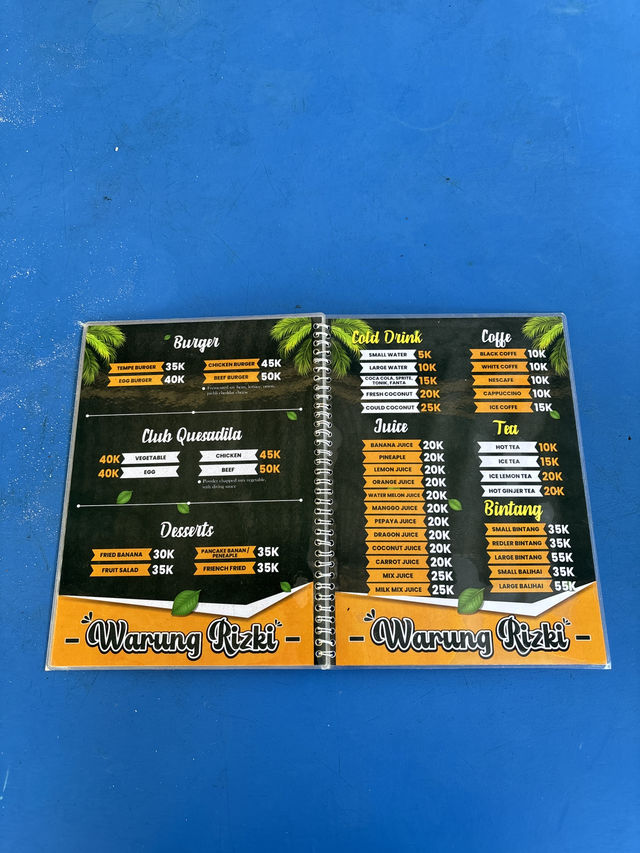 Burger
TEMPE BURGER 35K
EGG BURGER 40K
CHICKEN BURGER 45K
BEEF BURGER 50K
Club Quesadila
40K VEGETABLE
40K EGG
CHICKEN 45K
BEEF 50K
Powder chapped mix vegetable,
Desserts
FRIED BANANA 30K
FRUIT SALAD 35K
PANCAKE BANAN /
PENEAPLE 35K
FRIENCH FRIED 35K
Warung Rizki
Cold Drink
SMALL WATER 5K
LARGE WATER 10K
COCA COLA, SPRITE,
TONIK, FANTA 15K
FRESH COCONUT 20K
COULD COCONUT 25K
Juice
BANANA JUICE 20K
PINEAPLE 20K
LEMON JUICE 20K
ORANGE JUICE 20K
WATER MELON JUICE 20K
MANGGO JUICE 20K
PEPAYA JUICE 20K
DRAGON JUICE 20K
COCONUT JUICE 20K
CARROT JUICE 20K
MIX JUICE 25K
MILK MIX JUICE 25K
Coffe
BLACK COFFE 10K
WHITE COFFE 10K
NESCAFE 10K
CAPPUCCINO 10K
ICE COFFE 15K
Tea
HOT TEA 10K
ICE TEA 15K
ICE LEMON TEA 20K
HOT GINJER TEA 20K
Bintang
SMALL BINTANG 35K
REDLER BINTANG 35K
LARGE BINTANG 55K
SMALL BALIHAI 35K
LARGE BALIHAI 55K
Warung Rizki